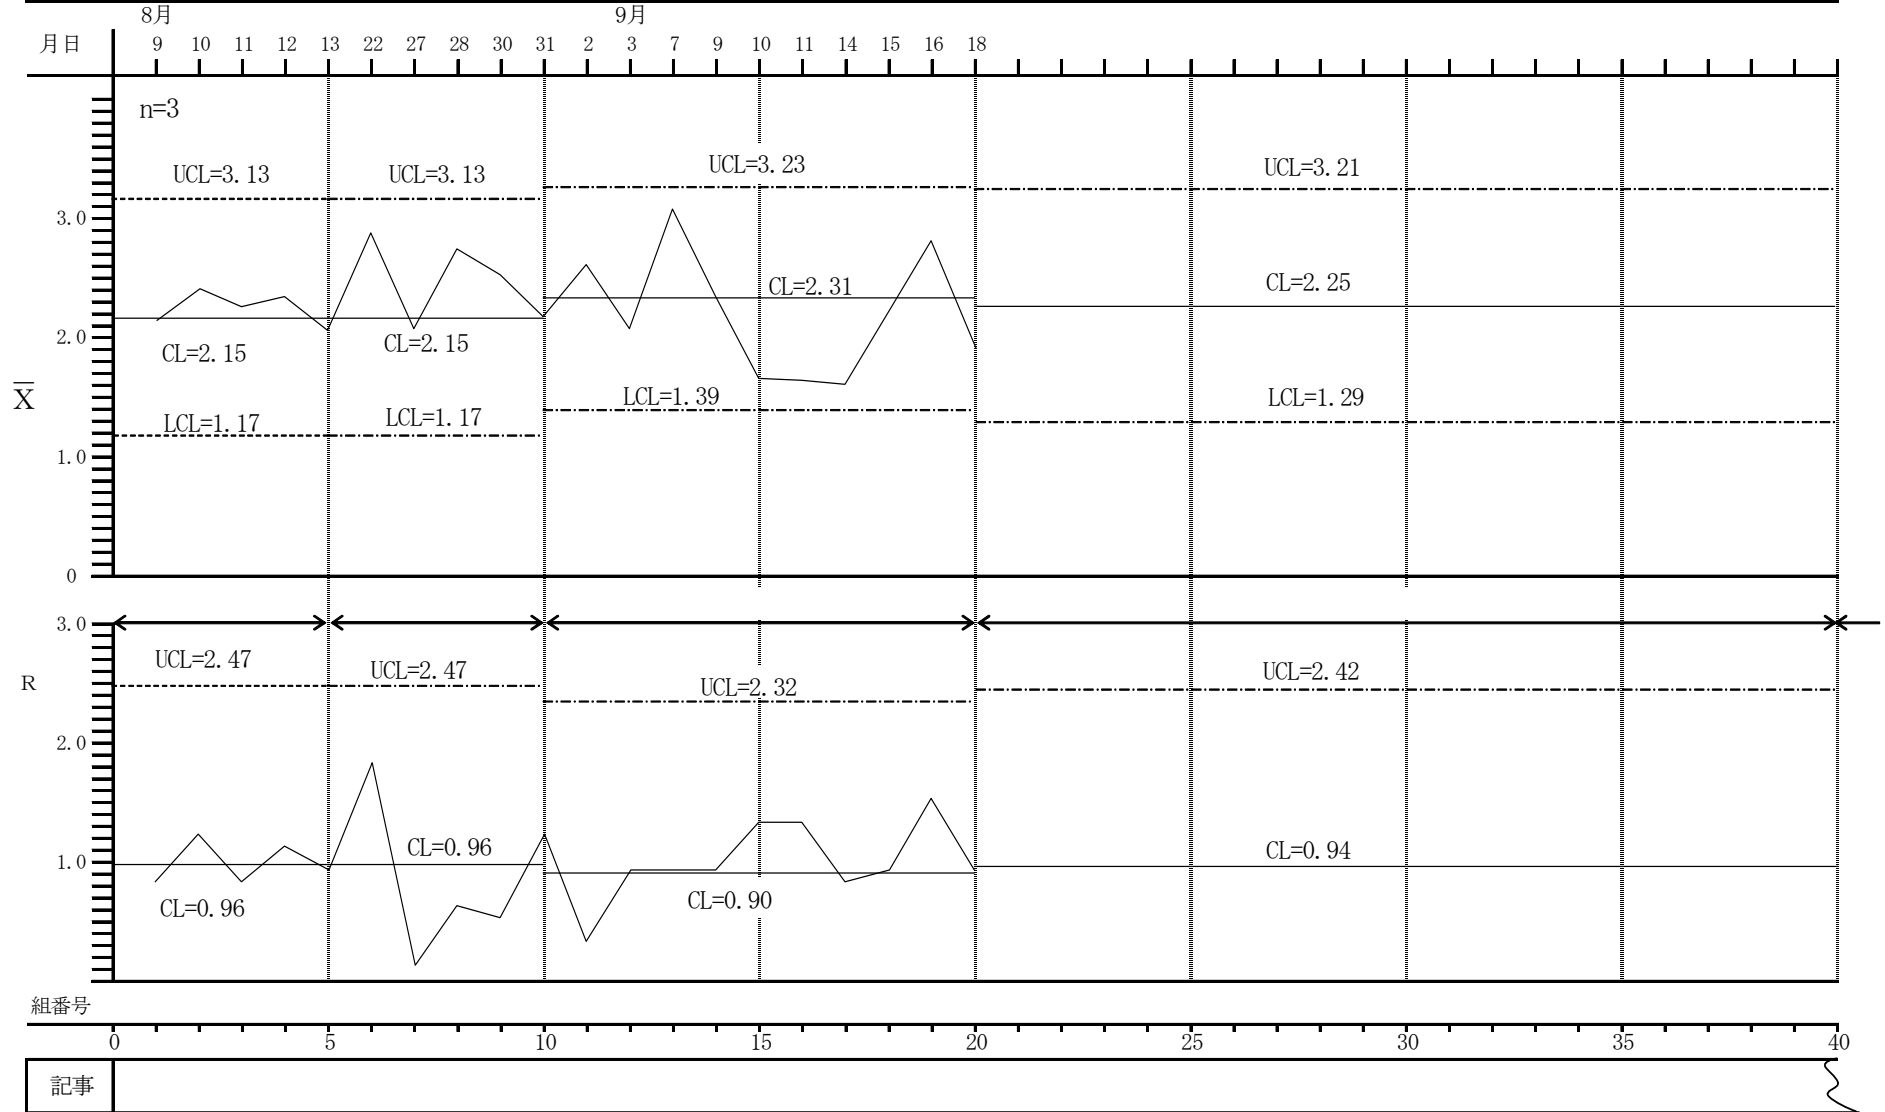 8月 9月
月日 9 10 11 12 13 22 27 28 30 31 2 3 7 9 10 11 14 15 16 18
n=3
UCL=3.13 UCL=3.13 UCL=3.23 UCL=3.21
3.0
CL=2.31 CL=2.25
2.0
CL=2.15 CL=2.15
X̅
LCL=1.17 LCL=1.17 LCL=1.39 LCL=1.29
1.0
0
3.0
UCL=2.47 UCL=2.47 UCL=2.32 UCL=2.42
R
2.0
CL=0.96 CL=0.94
1.0
CL=0.96 CL=0.90
組番号
0 5 10 15 20 25 30 35 40
記事